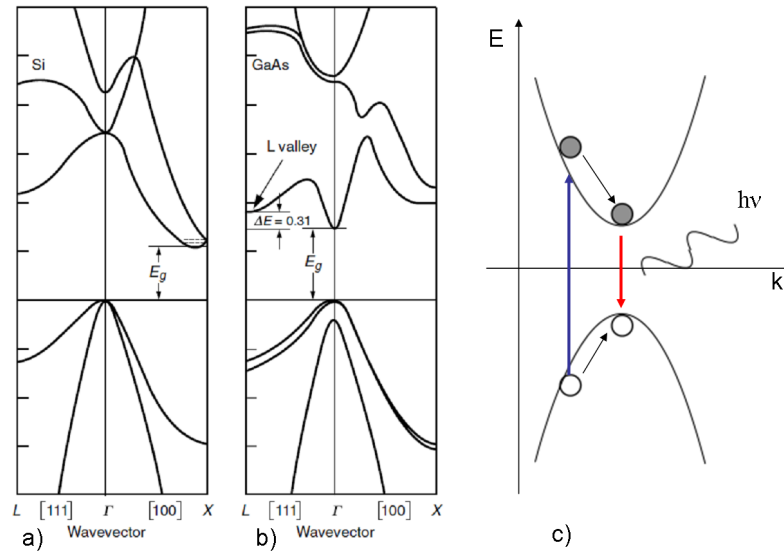 Si
E_g
L [111] Γ [100] X
Wavevector
a)
GaAs
L valley
ΔE = 0.31
E_g
L [111] Γ [100] X
Wavevector
b)
E
hν
k
c)